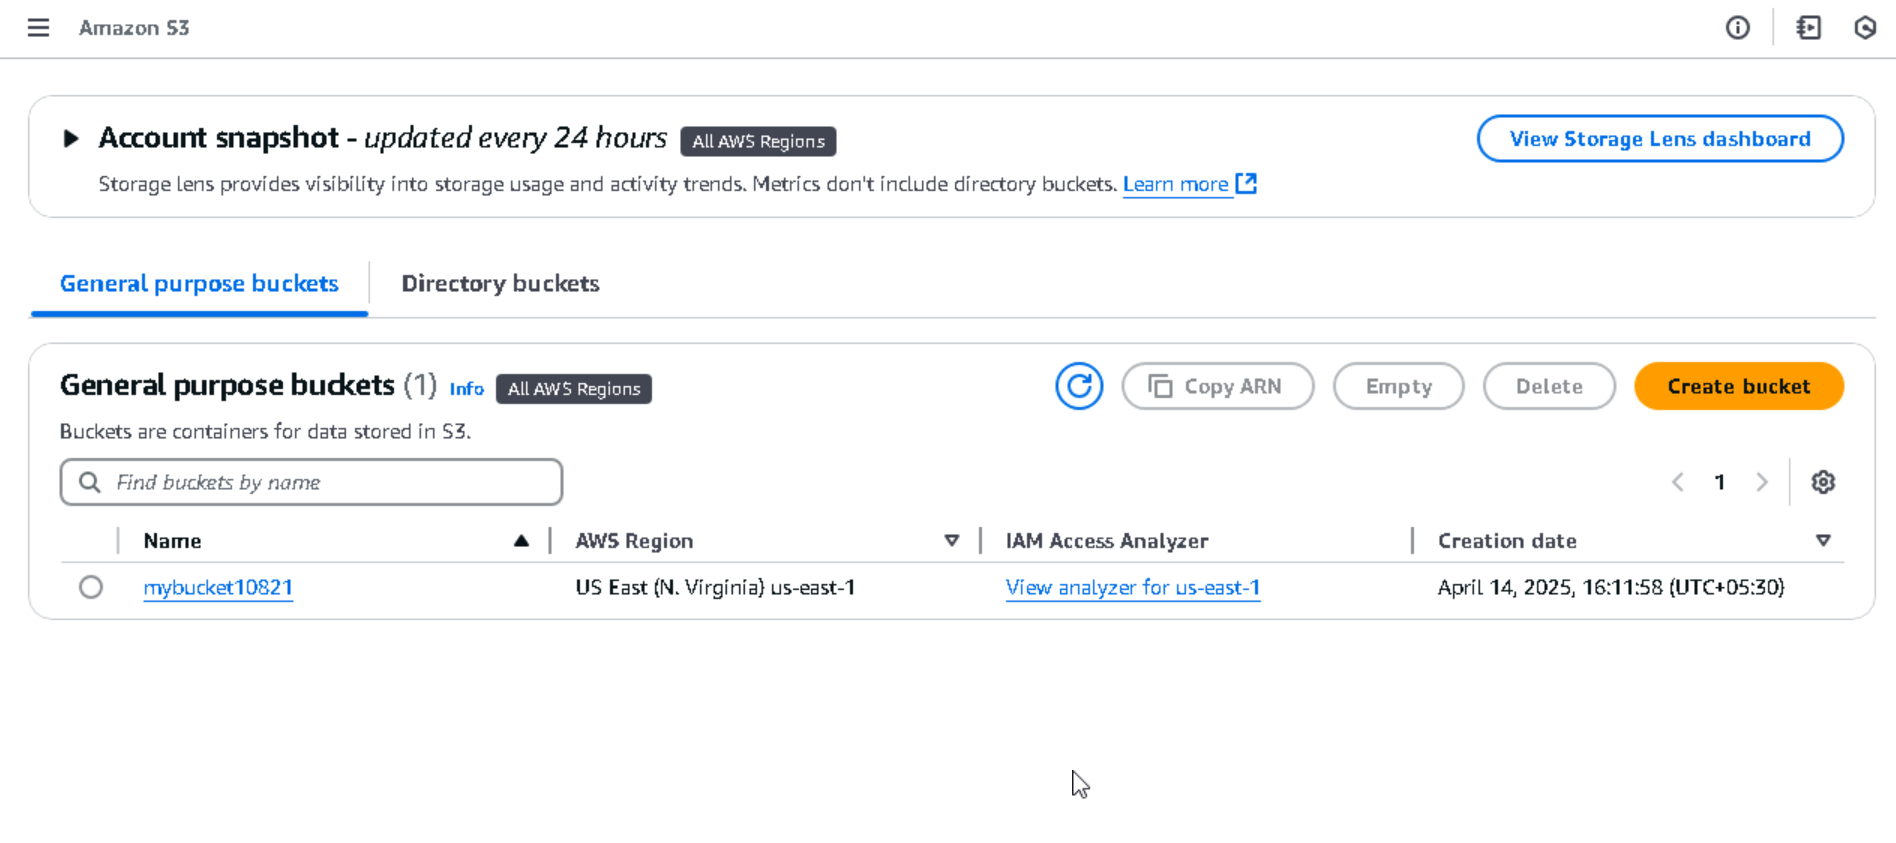 Amazon S3
Account snapshot - updated every 24 hours All AWS Regions View Storage Lens dashboard
Storage lens provides visibility into storage usage and activity trends. Metrics don't include directory buckets. Learn more
General purpose buckets Directory buckets
General purpose buckets (1) Info All AWS Regions Copy ARN Empty Delete Create bucket
Buckets are containers for data stored in S3.
Find buckets by name 1
Name AWS Region IAM Access Analyzer Creation date
mybucket10821 US East (N. Virginia) us-east-1 View analyzer for us-east-1 April 14, 2025, 16:11:58 (UTC+05:30)